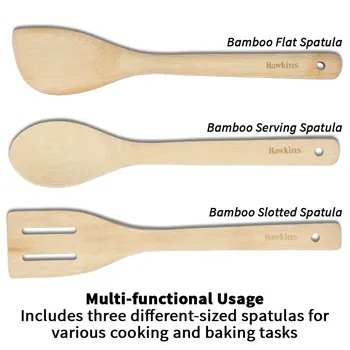 Bamboo Flat Spatula
Hawkins
Bamboo Serving Spatula
Hawkins
Bamboo Slotted Spatula
Hawkins
Multi-functional Usage
Includes three different-sized spatulas for
various cooking and baking tasks